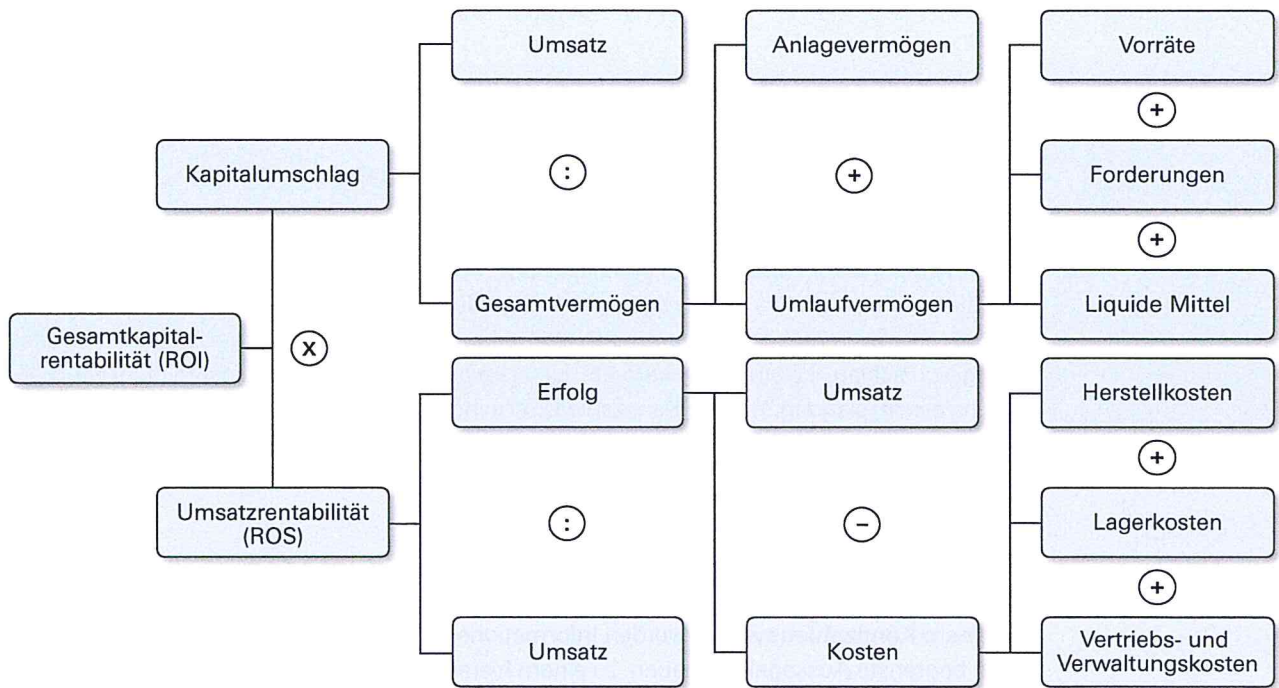 Umsatz
Anlagevermögen
Vorräte
+
Kapitalumschlag
:
+
Forderungen
+
Gesamtvermögen
Umlaufvermögen
Liquide Mittel
Gesamtkapital-
rentabilität (ROI)
X
Erfolg
Umsatz
Herstellkosten
+
Umsatzrentabilität
(ROS)
:
−
Lagerkosten
+
Umsatz
Kosten
Vertriebs- und
Verwaltungskosten